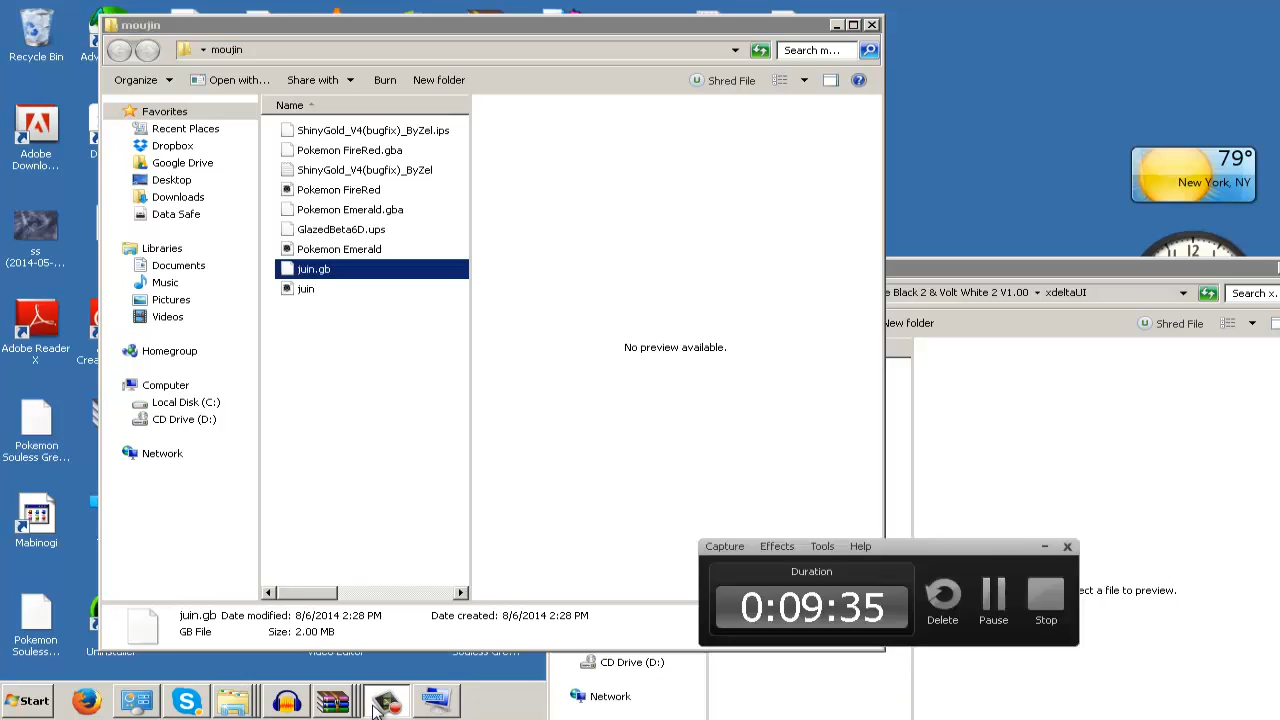 Recycle Bin
Adobe
Downlo...
ss
(2014-05-...
Adobe Reader
X
Pokemon
Souless Gre...
Mabinogi
Pokemon
Souless...
moujin
moujin
Search m...
Organize
Open with...
Share with
Burn
New folder
Shred File
Favorites
Recent Places
Dropbox
Google Drive
Desktop
Downloads
Data Safe
Libraries
Documents
Music
Pictures
Videos
Homegroup
Computer
Local Disk (C:)
CD Drive (D:)
Network
Name
ShinyGold_V4(bugfix)_ByZel.ips
Pokemon FireRed.gba
ShinyGold_V4(bugfix)_ByZel
Pokemon FireRed
Pokemon Emerald.gba
GlazedBeta6D.ups
Pokemon Emerald
juin.gb
juin
No preview available.
juin.gb Date modified: 8/6/2014 2:28 PM
Date created: 8/6/2014 2:28 PM
GB File
Size: 2.00 MB
79°
New York, NY
12
e Black 2 & Volt White 2 V1.00
xdeltaUI
Search x.
New folder
Shred File
ect a file to preview.
CD Drive (D:)
Network
Capture
Effects
Tools
Help
Duration
0:09:35
Delete
Pause
Stop
Start